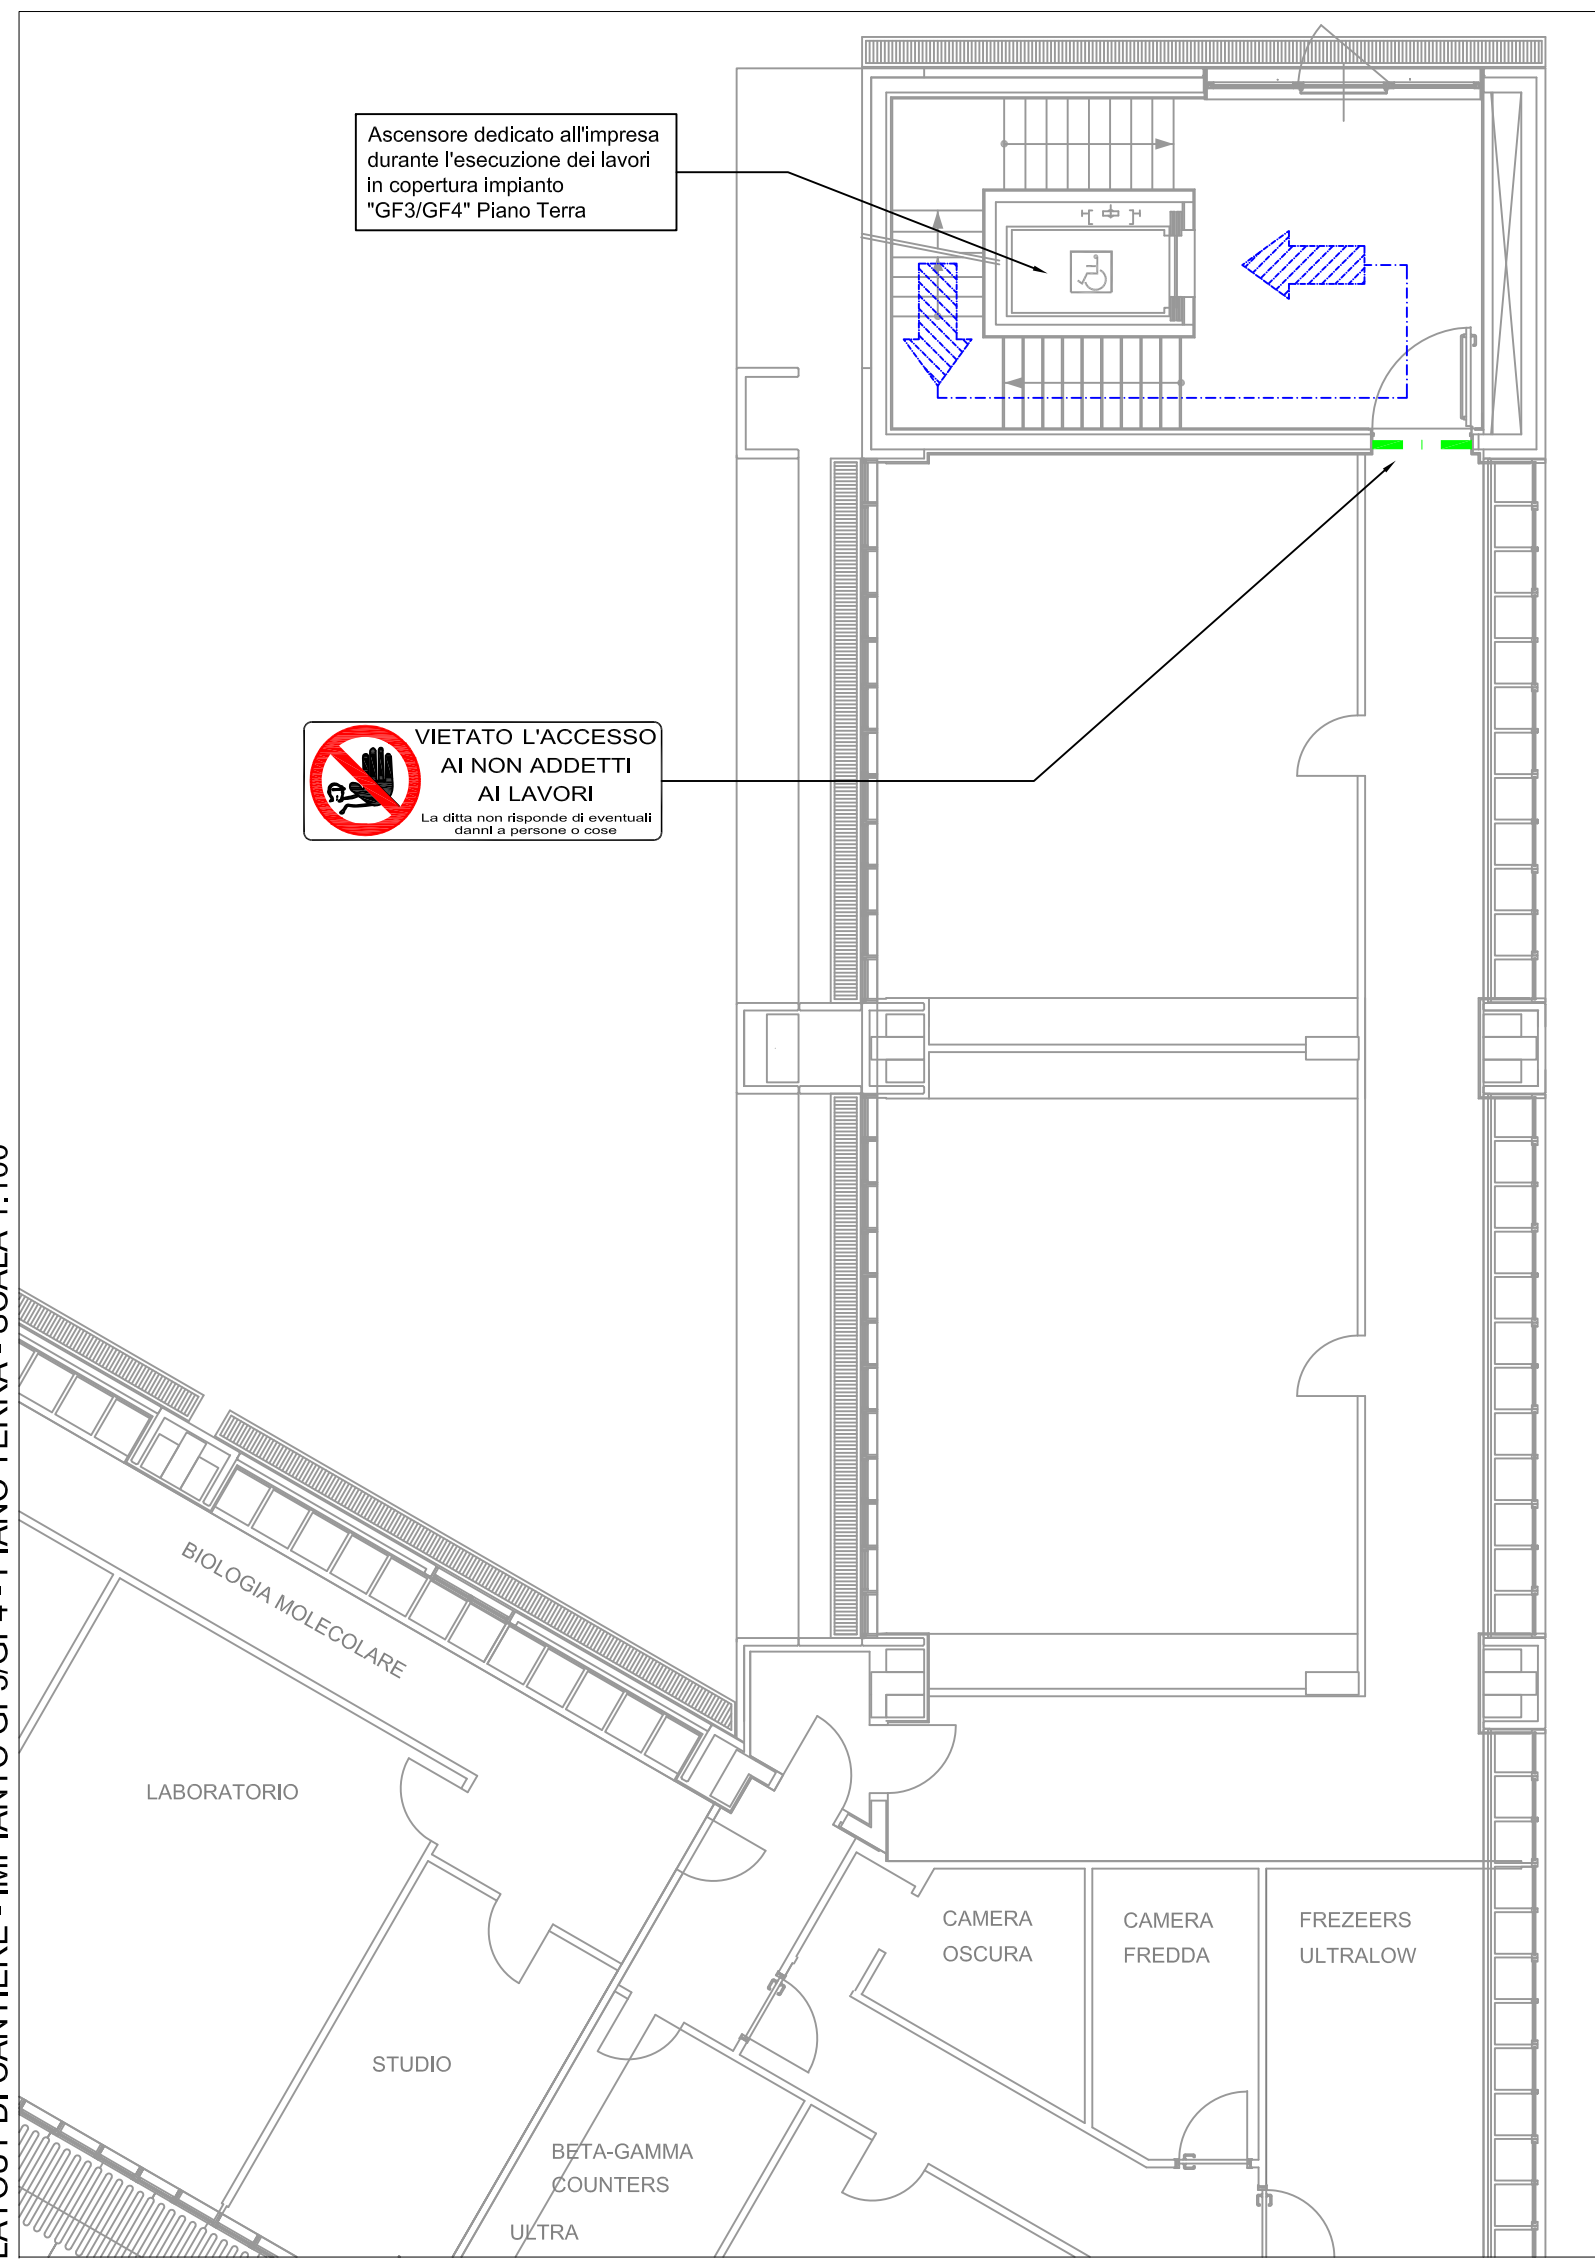 Ascensore dedicato all'impresa
durante l'esecuzione dei lavori
in copertura impianto
"GF3/GF4" Piano Terra
VIETATO L'ACCESSO
AI NON ADDETTI
AI LAVORI
La ditta non risponde di eventuali
danni a persone o cose
BIOLOGIA MOLECOLARE
LABORATORIO
CAMERA
OSCURA
CAMERA
FREDDA
FREZEERS
ULTRALOW
STUDIO
BETA-GAMMA
COUNTERS
ULTRA